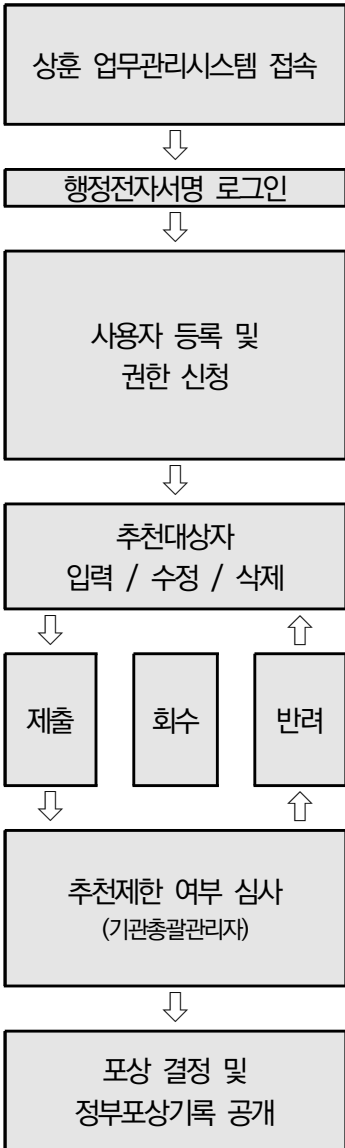 상훈 업무관리시스템 접속
행정전자서명 로그인
사용자 등록 및
권한 신청
추천대상자
입력 / 수정 / 삭제
제출 회수 반려
추천제한 여부 심사
(기관총괄관리자)
포상 결정 및
정부포상기록 공개